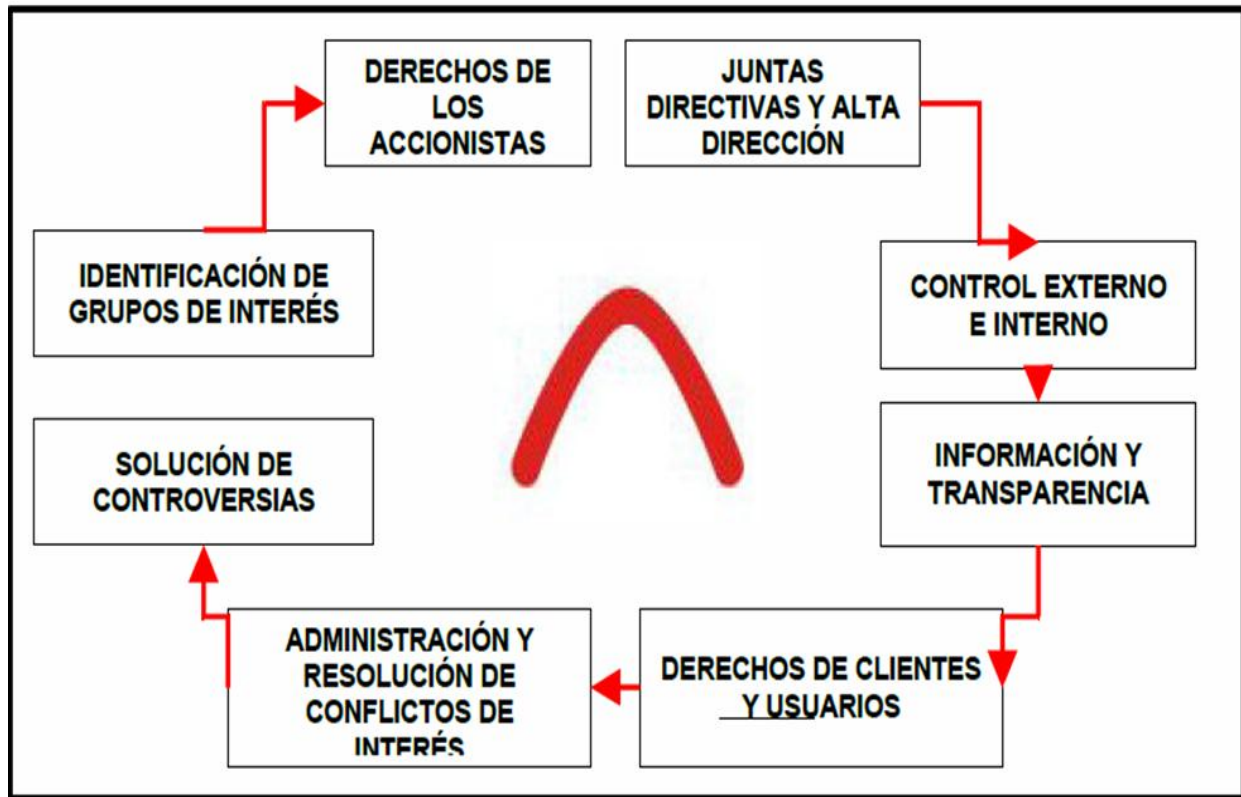 DERECHOS DE
LOS
ACCIONISTAS
JUNTAS
DIRECTIVAS Y ALTA
DIRECCIÓN
IDENTIFICACIÓN DE
GRUPOS DE INTERÉS
CONTROL EXTERNO
E INTERNO
SOLUCIÓN DE
CONTROVERSIAS
INFORMACIÓN Y
TRANSPARENCIA
ADMINISTRACIÓN Y
RESOLUCIÓN DE
CONFLICTOS DE
INTERÉS
DERECHOS DE CLIENTES
Y USUARIOS